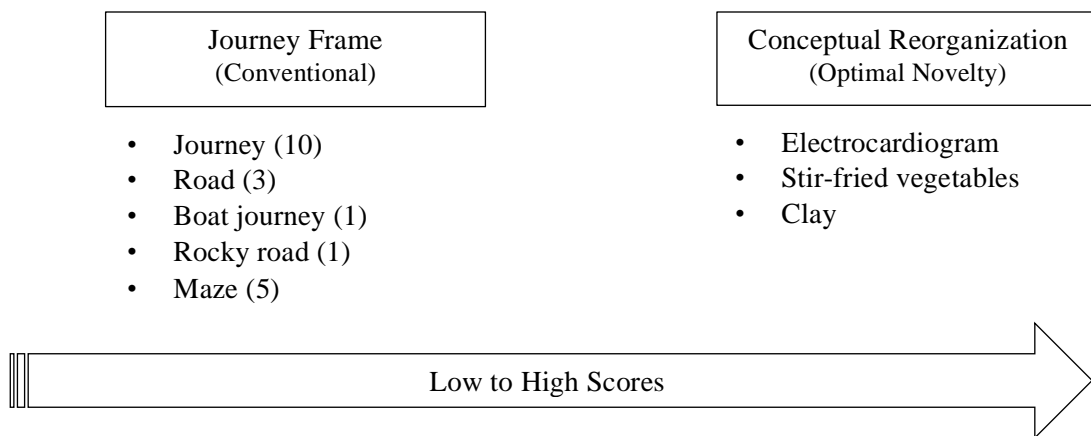 Journey Frame
(Conventional)
• Journey (10)
• Road (3)
• Boat journey (1)
• Rocky road (1)
• Maze (5)
Conceptual Reorganization
(Optimal Novelty)
• Electrocardiogram
• Stir-fried vegetables
• Clay
Low to High Scores